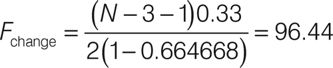 F_change = (N − 3 − 1)0.33 / 2(1−0.664668) = 96.44